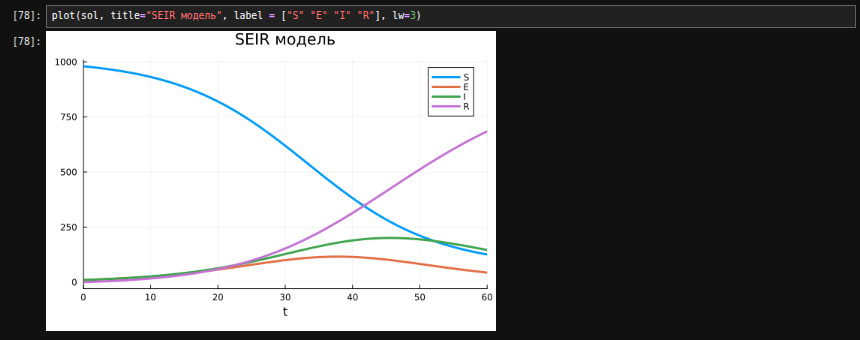 [78]: plot(sol, title="SEIR модель", label = ["S" "E" "I" "R"], lw=3)
[78]:
SEIR модель
1000
750
500
250
0
S
E
I
R
0 10 20 30 40 50 60
t